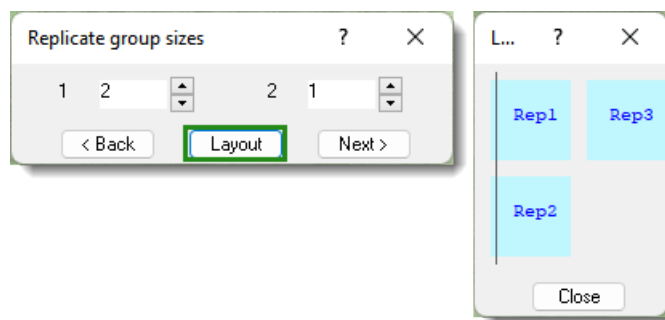 Replicate group sizes ? ×
1 2 2 1
< Back Layout Next >
L... ? ×
Rep1 Rep3
Rep2
Close